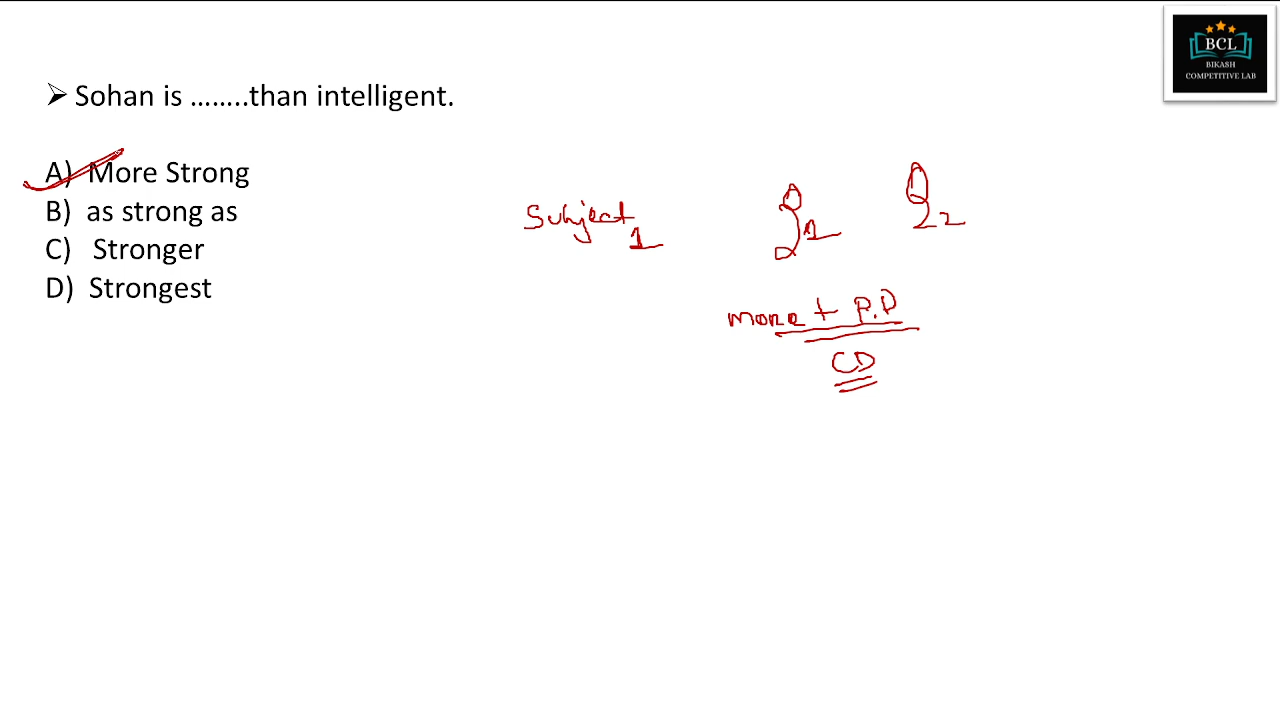 BCL
BIKASH
COMPETITIVE LAB
➢ Sohan is ........than intelligent.
A) More Strong
B) as strong as
C) Stronger
D) Strongest
Subject 1
Q1 Q2
more + P.D
CD